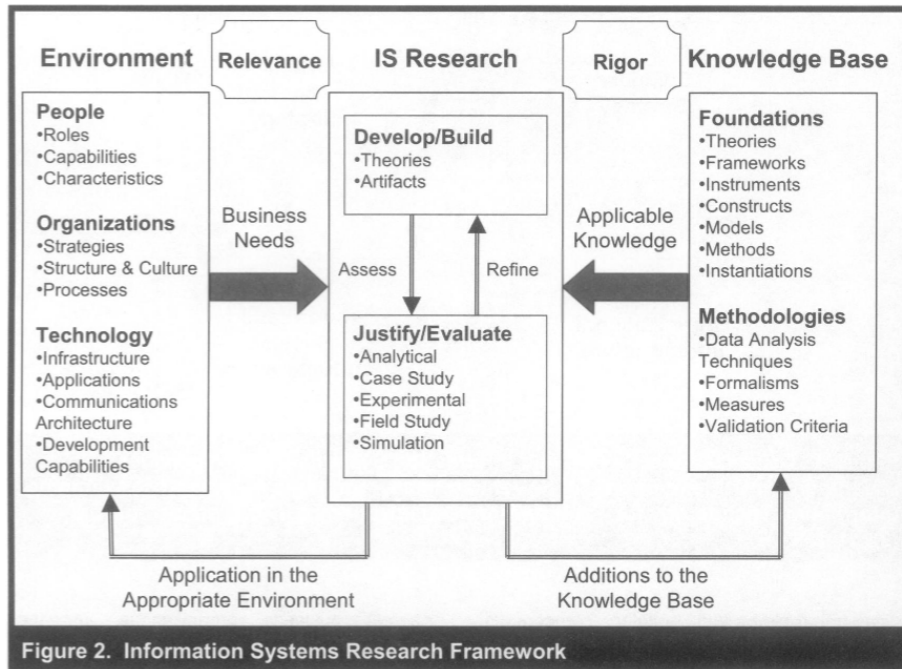 Environment
Relevance
IS Research
Rigor
Knowledge Base
People
•Roles
•Capabilities
•Characteristics
Organizations
•Strategies
•Structure & Culture
•Processes
Technology
•Infrastructure
•Applications
•Communications
Architecture
•Development
Capabilities
Business
Needs
Develop/Build
•Theories
•Artifacts
Assess
Refine
Justify/Evaluate
•Analytical
•Case Study
•Experimental
•Field Study
•Simulation
Applicable
Knowledge
Foundations
•Theories
•Frameworks
•Instruments
•Constructs
•Models
•Methods
•Instantiations
Methodologies
•Data Analysis
Techniques
•Formalisms
•Measures
•Validation Criteria
Application in the
Appropriate Environment
Additions to the
Knowledge Base
Figure 2. Information Systems Research Framework